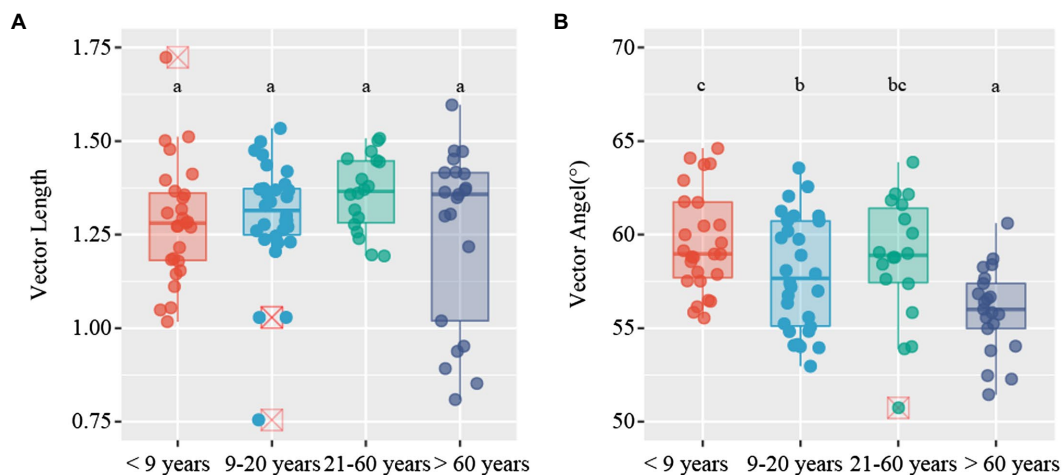 A
B
1.75
1.50
1.25
1.00
0.75
Vector Length
a a a a
< 9 years 9-20 years 21-60 years > 60 years
70
65
60
55
50
Vector Angel(°)
c b bc a
< 9 years 9-20 years 21-60 years > 60 years